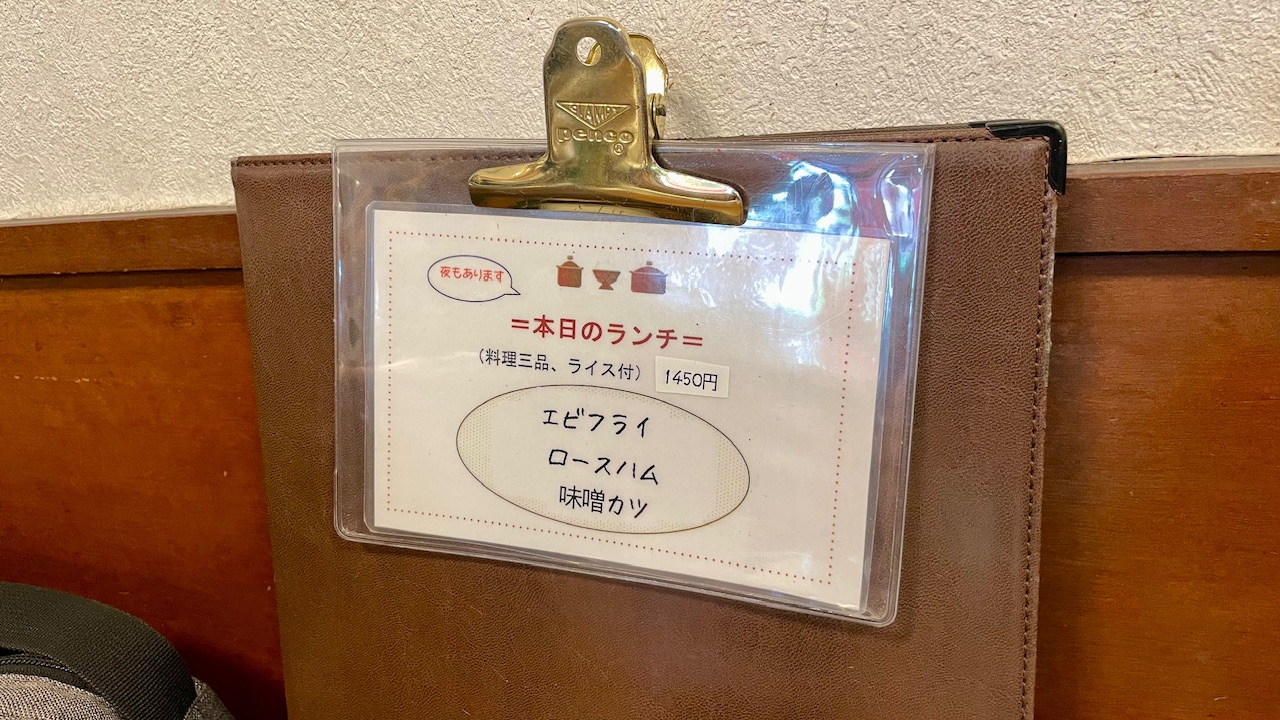 CLAMPY
penco®
夜もあります
=本日のランチ=
(料理三品、ライス付) 1450円
エビフライ
ロースハム
味噌カツ